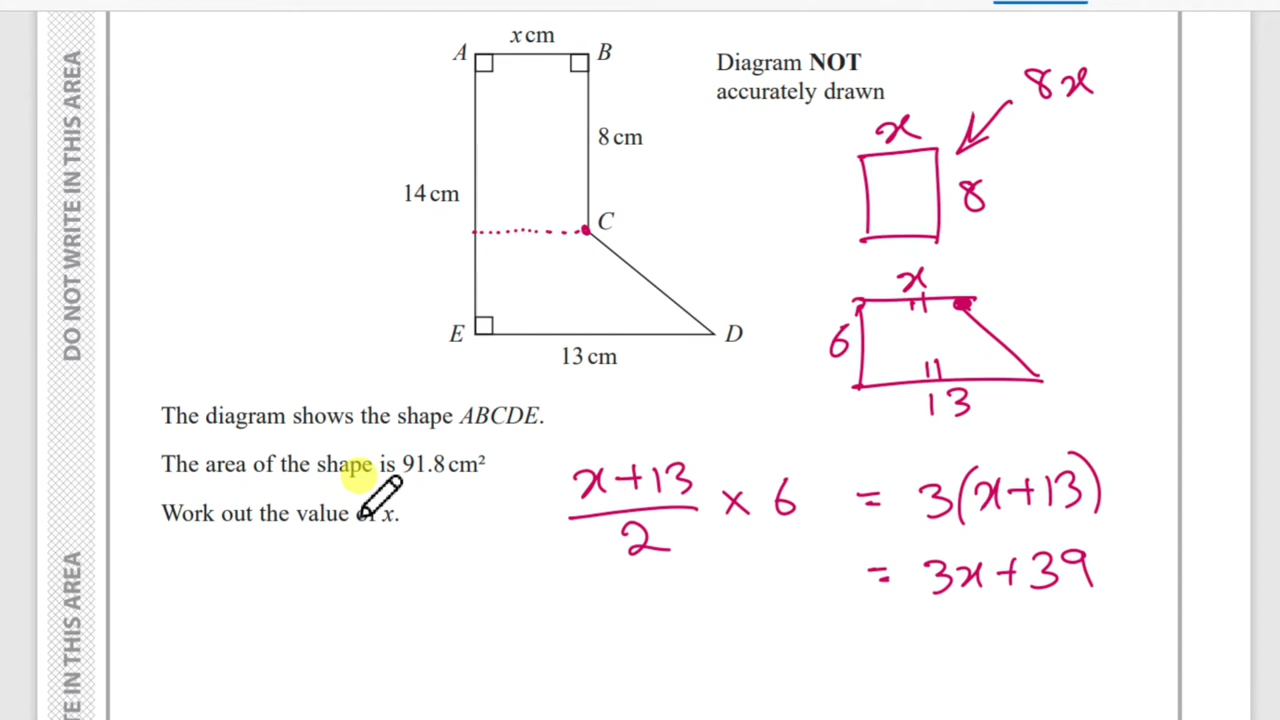 DO NOT WRITE IN THIS AREA
TE IN THIS AREA
x cm
A
B
Diagram NOT
accurately drawn
8x
x
8 cm
8
14 cm
C
x
6
E
D
13 cm
13
The diagram shows the shape ABCDE.
The area of the shape is 91.8 cm²
Work out the value of x.
x+13
2
× 6 = 3(x+13)
= 3x+39